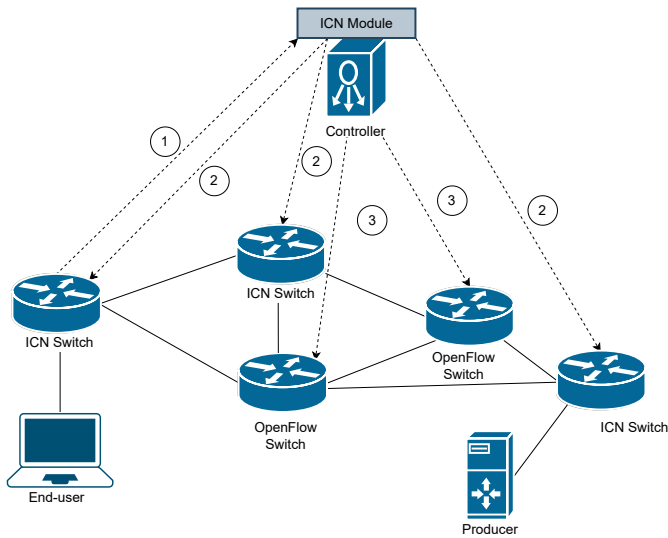 ICN Module
Controller
1
2
2
3
3
2
ICN Switch
ICN Switch
OpenFlow
Switch
OpenFlow
Switch
ICN Switch
End-user
Producer